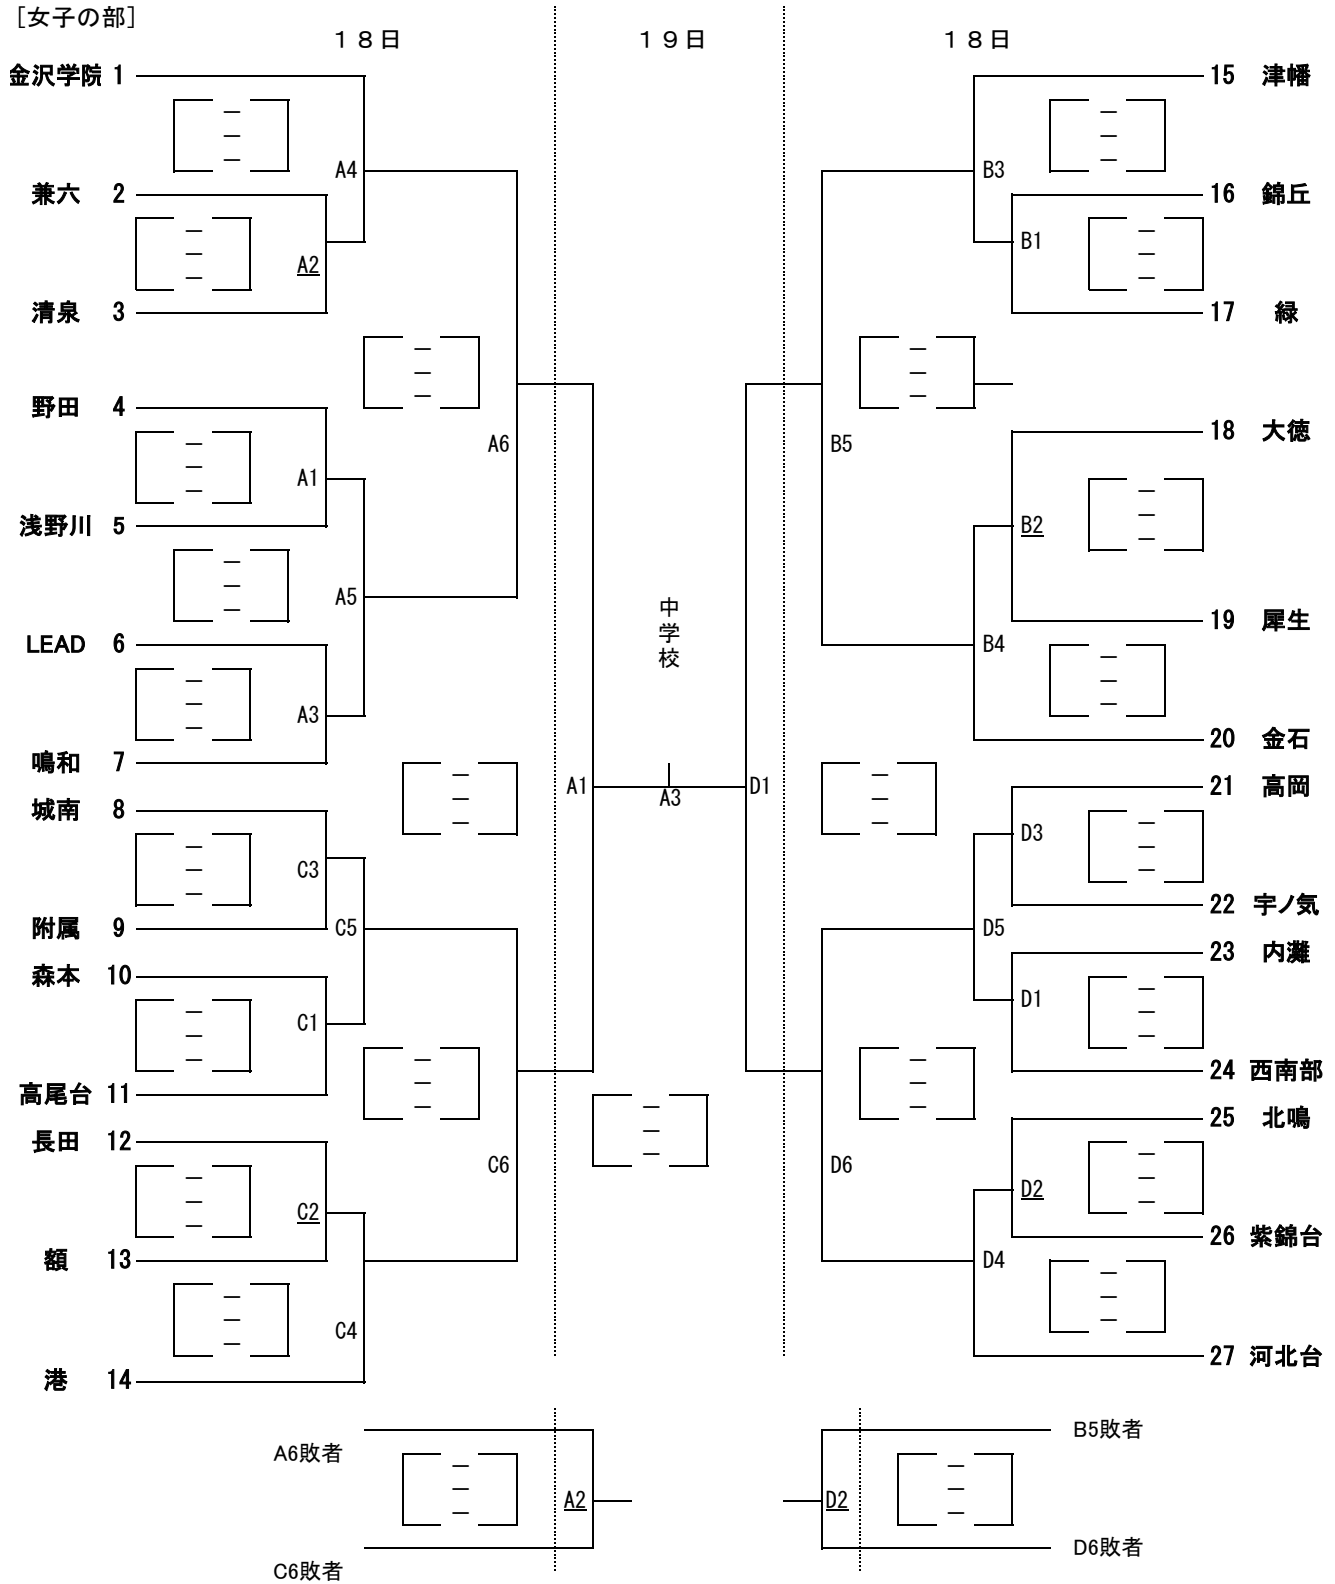 ［女子の部］
１８日
１９日
１８日
金沢学院 1
15 津幡
A4
B3
兼六 2
16 錦丘
A2
B1
清泉 3
17 緑
野田 4
18 大徳
A6
B5
A1
浅野川 5
B2
A5
中学校
19 犀生
LEAD 6
B4
A3
20 金石
鳴和 7
A1
A3
D1
21 高岡
城南 8
D3
C3
22 宇ノ気
附属 9
C5
D5
23 内灘
森本 10
D1
C1
24 西南部
高尾台 11
25 北鳴
長田 12
C6
D6
D2
C2
26 紫錦台
額 13
D4
C4
27 河北台
港 14
A6敗者
B5敗者
A2
D2
C6敗者
D6敗者